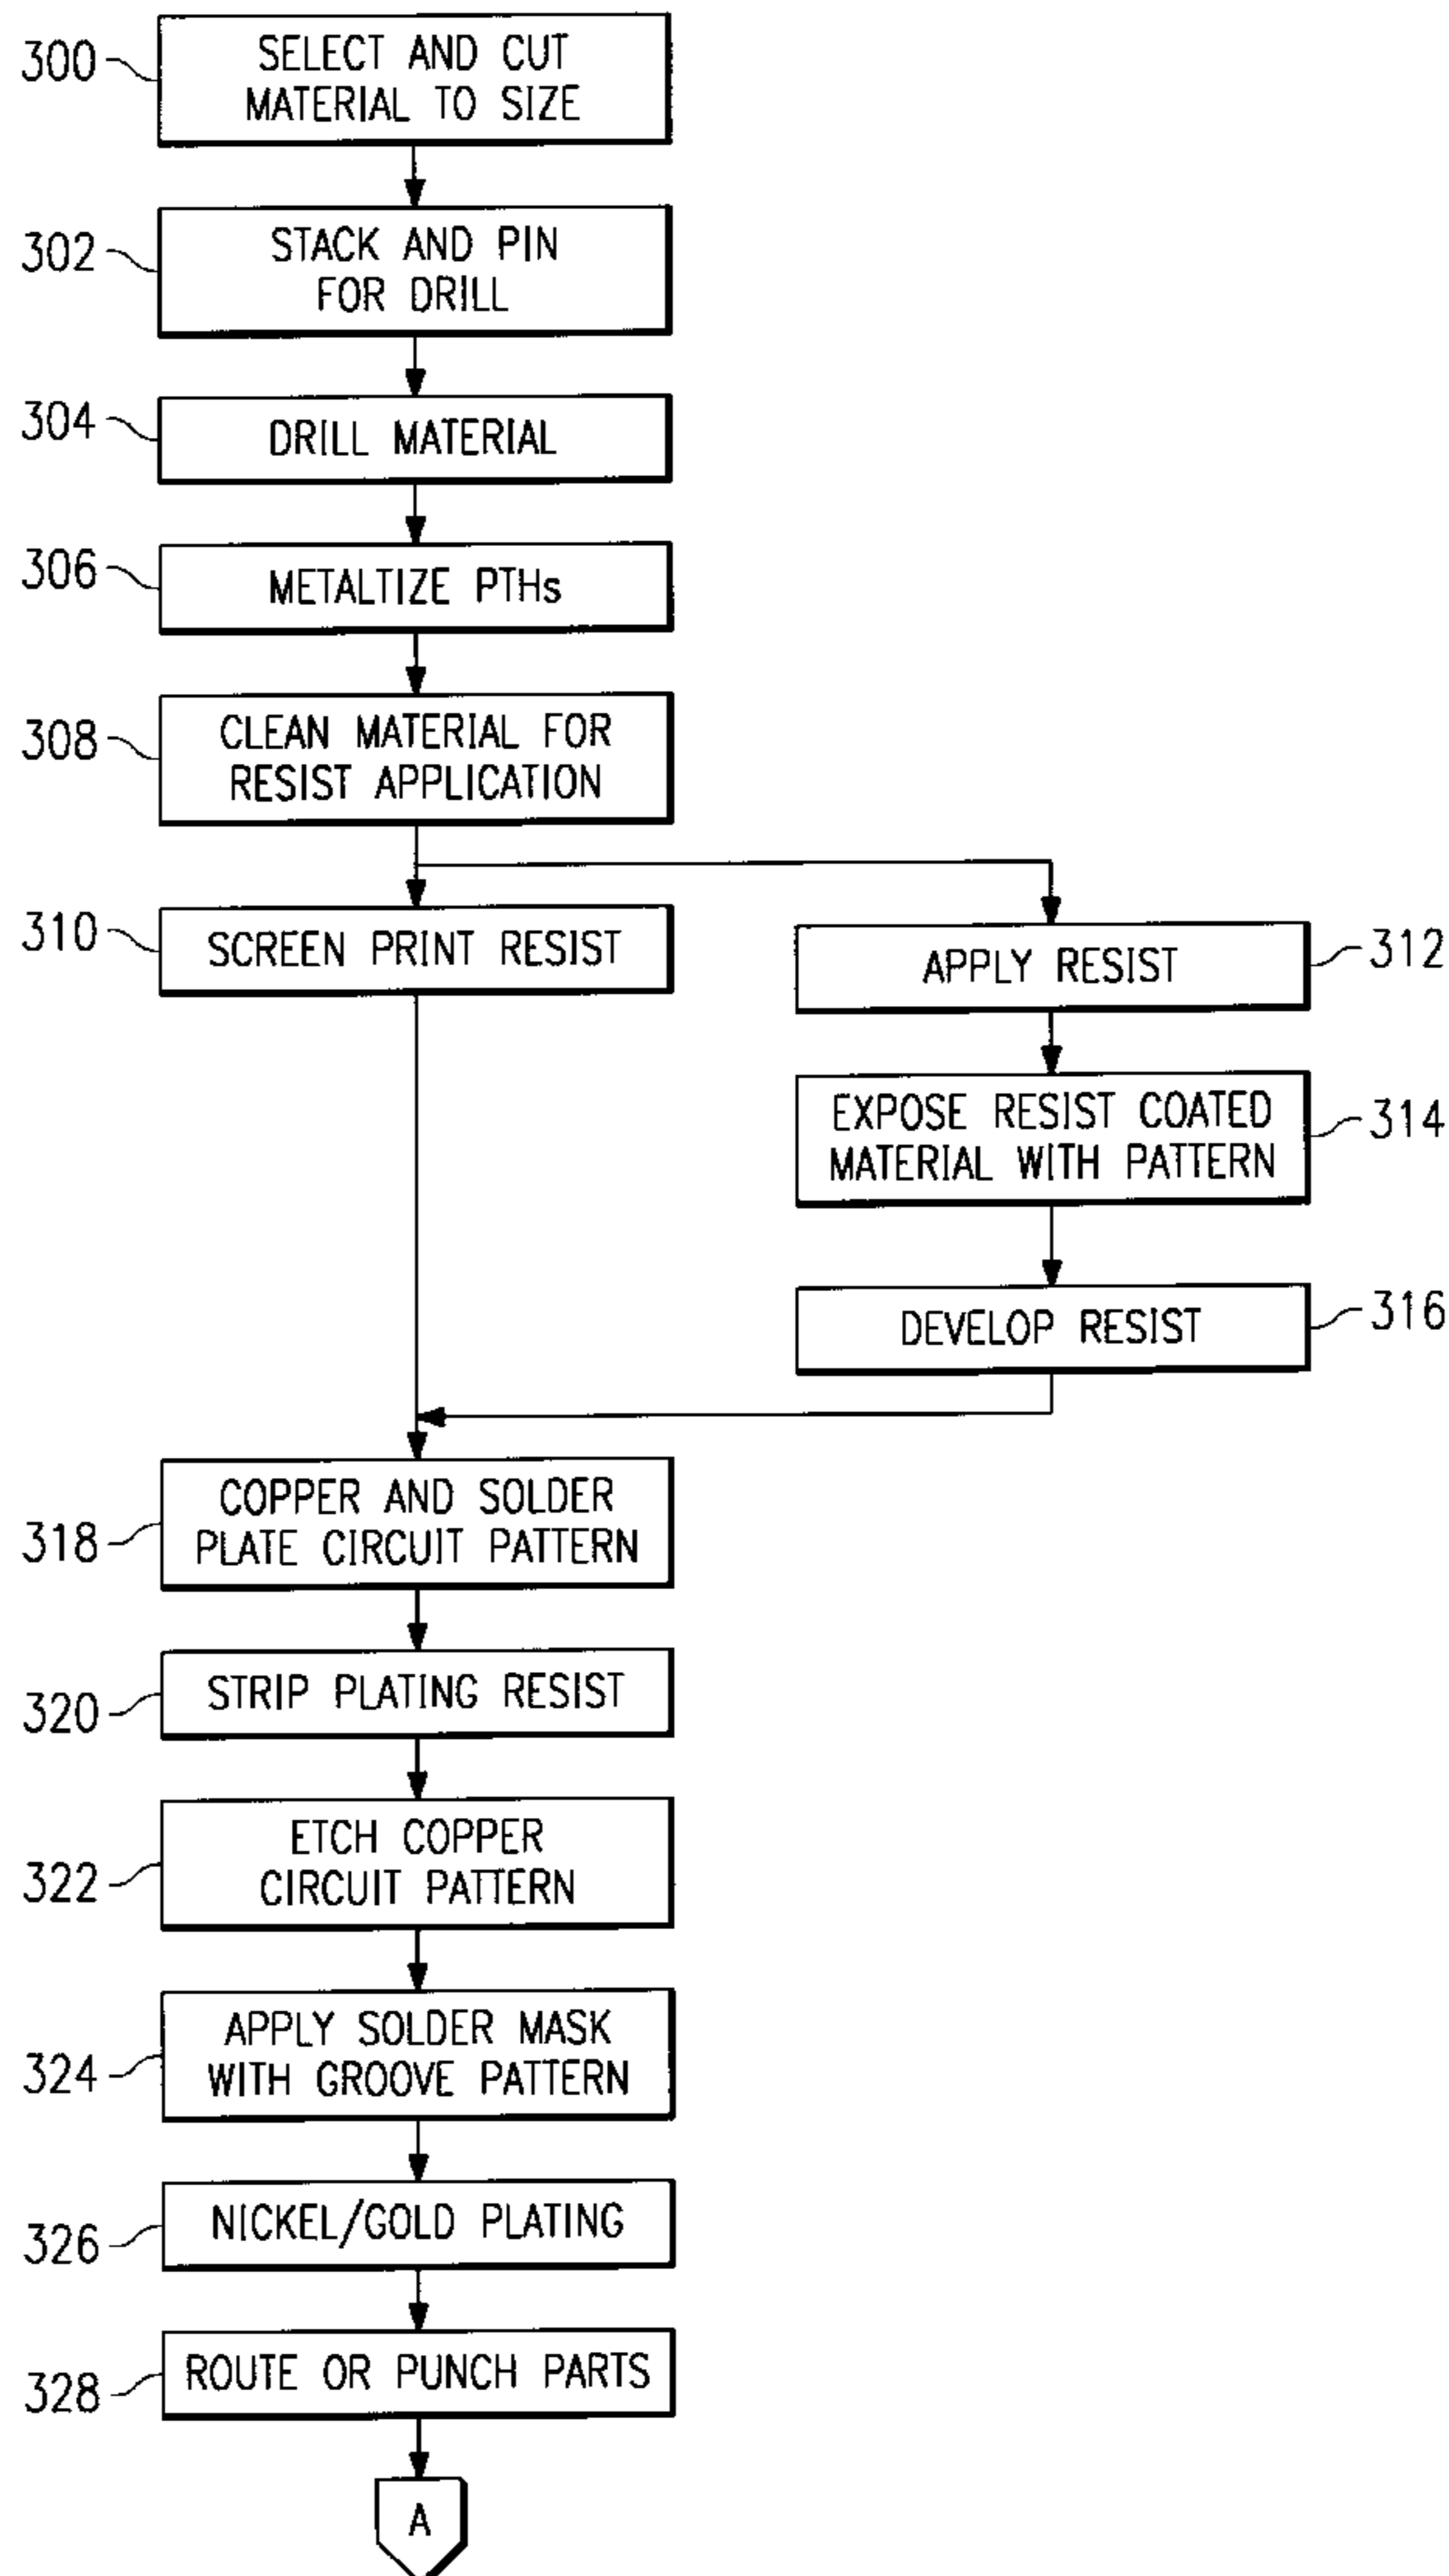 300
SELECT AND CUT
MATERIAL TO SIZE
302
STACK AND PIN
FOR DRILL
304
DRILL MATERIAL
306
METALTIZE PTHs
308
CLEAN MATERIAL FOR
RESIST APPLICATION
310
SCREEN PRINT RESIST
312
APPLY RESIST
314
EXPOSE RESIST COATED
MATERIAL WITH PATTERN
316
DEVELOP RESIST
318
COPPER AND SOLDER
PLATE CIRCUIT PATTERN
320
STRIP PLATING RESIST
322
ETCH COPPER
CIRCUIT PATTERN
324
APPLY SOLDER MASK
WITH GROOVE PATTERN
326
NICKEL/GOLD PLATING
328
ROUTE OR PUNCH PARTS
A